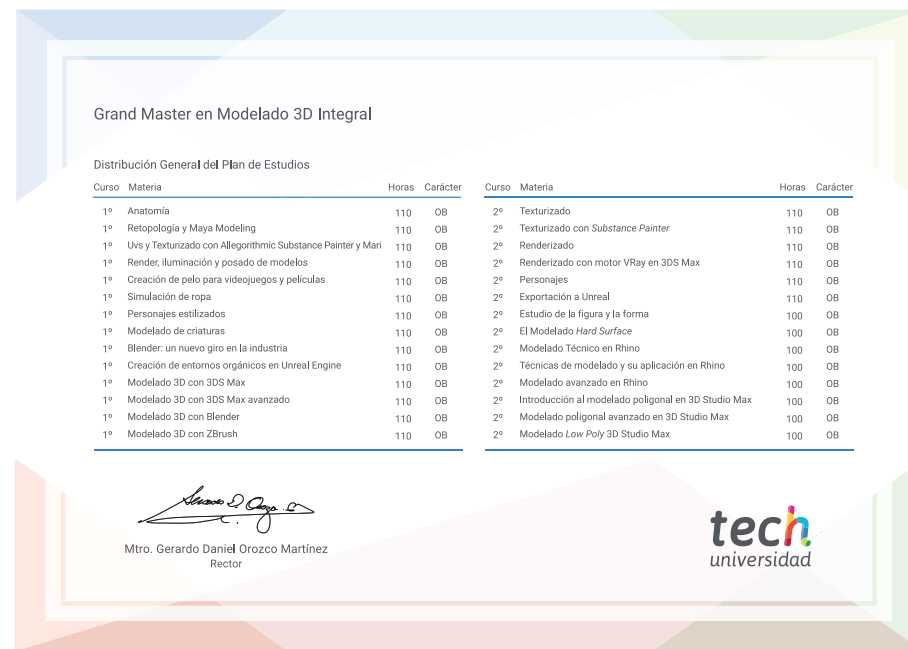 Grand Master en Modelado 3D Integral
Distribución General del Plan de Estudios
Curso Materia Horas Carácter
1º Anatomía 110 OB
1º Retopología y Maya Modeling 110 OB
1º Uvs y Texturizado con Allegorithmic Substance Painter y Mari 110 OB
1º Render, iluminación y posado de modelos 110 OB
1º Creación de pelo para videojuegos y películas 110 OB
1º Simulación de ropa 110 OB
1º Personajes estilizados 110 OB
1º Modelado de criaturas 110 OB
1º Blender: un nuevo giro en la industria 110 OB
1º Creación de entornos orgánicos en Unreal Engine 110 OB
1º Modelado 3D con 3DS Max 110 OB
1º Modelado 3D con 3DS Max avanzado 110 OB
1º Modelado 3D con Blender 110 OB
1º Modelado 3D con ZBrush 110 OB
Curso Materia Horas Carácter
2º Texturizado 110 OB
2º Texturizado con Substance Painter 110 OB
2º Renderizado 110 OB
2º Renderizado con motor VRay en 3DS Max 110 OB
2º Personajes 110 OB
2º Exportación a Unreal 110 OB
2º Estudio de la figura y la forma 100 OB
2º El Modelado Hard Surface 100 OB
2º Modelado Técnico en Rhino 100 OB
2º Técnicas de modelado y su aplicación en Rhino 100 OB
2º Modelado avanzado en Rhino 100 OB
2º Introducción al modelado poligonal en 3D Studio Max 100 OB
2º Modelado poligonal avanzado en 3D Studio Max 100 OB
2º Modelado Low Poly 3D Studio Max 100 OB
Mtro. Gerardo Daniel Orozco Martínez
Rector
tech
universidad